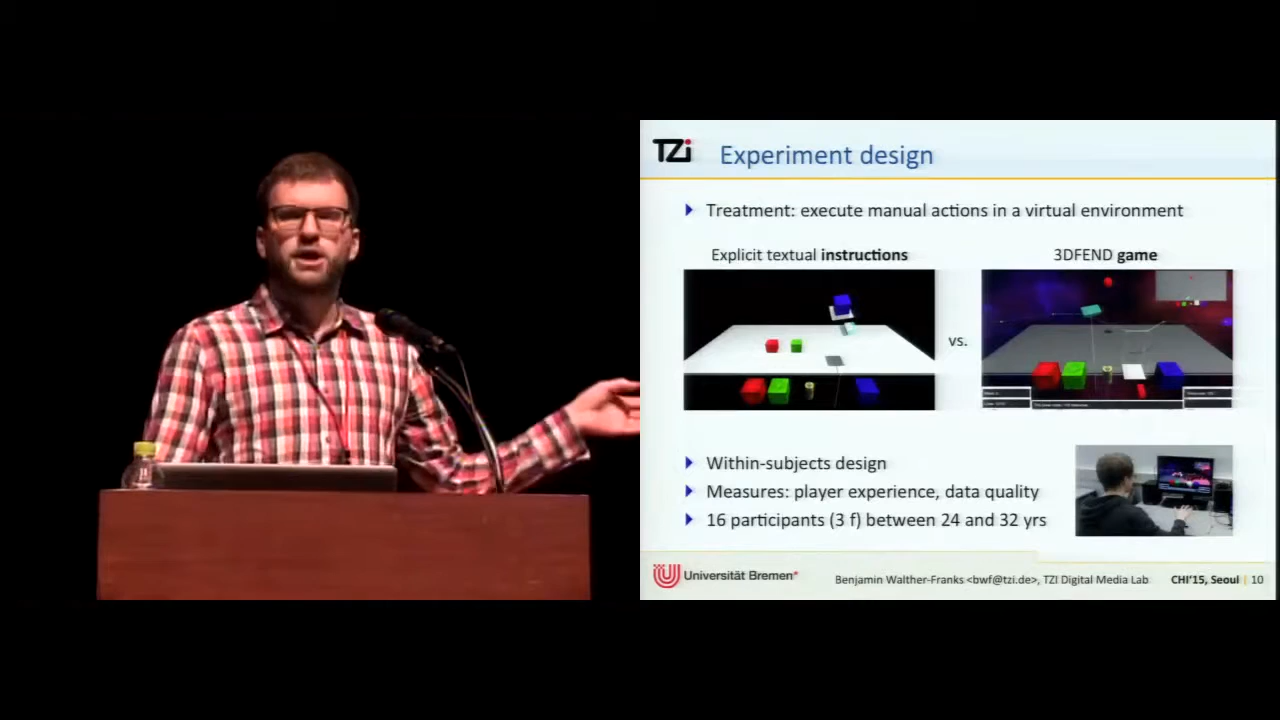 TZi
Experiment design
Treatment: execute manual actions in a virtual environment
Explicit textual instructions
3DFEND game
vs.
Within-subjects design
Measures: player experience, data quality
16 participants (3 f) between 24 and 32 yrs
Universität Bremen
Benjamin Walther-Franks <bwf@tzi.de>, TZI Digital Media Lab
CHI'15, Seoul | 10